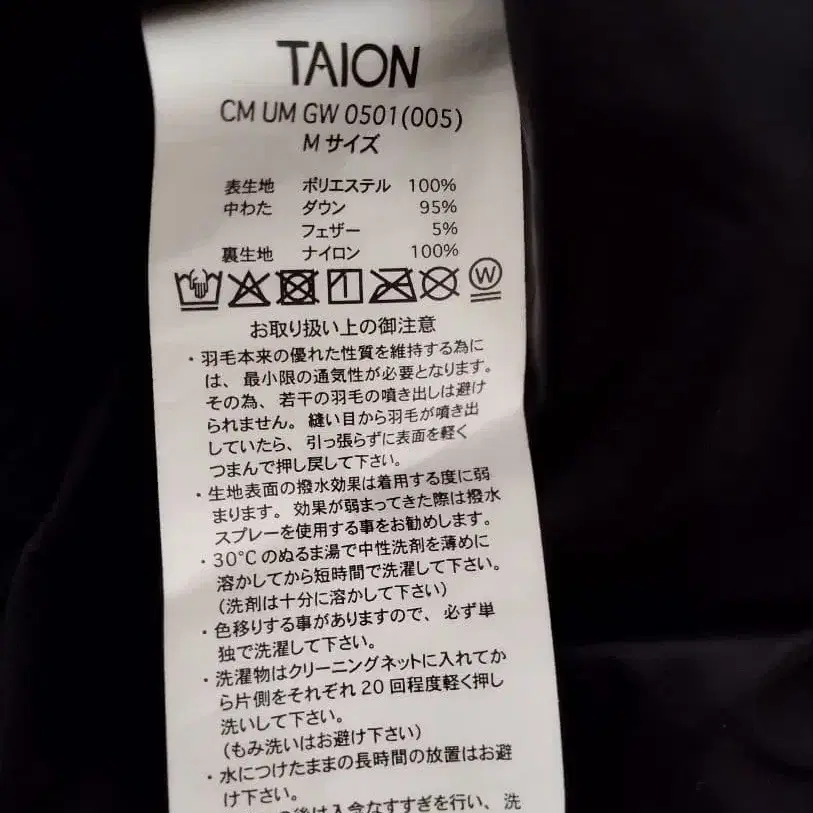 TAION
CM UM GW 0501(005)
M サイズ
表生地 ポリエステル 100%
中わた ダウン 95%
フェザー 5%
裏生地 ナイロン 100%
W
お取り扱い上の御注意
・羽毛本来の優れた性質を維持する為に
は、最小限の通気性が必要となります。
その為、若干の羽毛の噴き出しは避け
られません。縫い目から羽毛が噴き出
していたら、引っ張らずに表面を軽く
つまんで押し戻して下さい。
・生地表面の撥水効果は着用する度に弱
まります。効果が弱まってきた際は撥水
スプレーを使用する事をお勧めします。
・30℃のぬるま湯で中性洗剤を薄めに
溶かしてから短時間で洗濯して下さい。
(洗剤は十分に溶かして下さい)
・色移りする事がありますので、必ず単
独で洗濯して下さい。
・洗濯物はクリーニングネットに入れてか
ら片側をそれぞれ20回程度軽く押し
洗いして下さい。
(もみ洗いはお避け下さい)
・水につけたままの長時間の放置はお避
け下さい。
の後は入念なすすぎを行い、洗